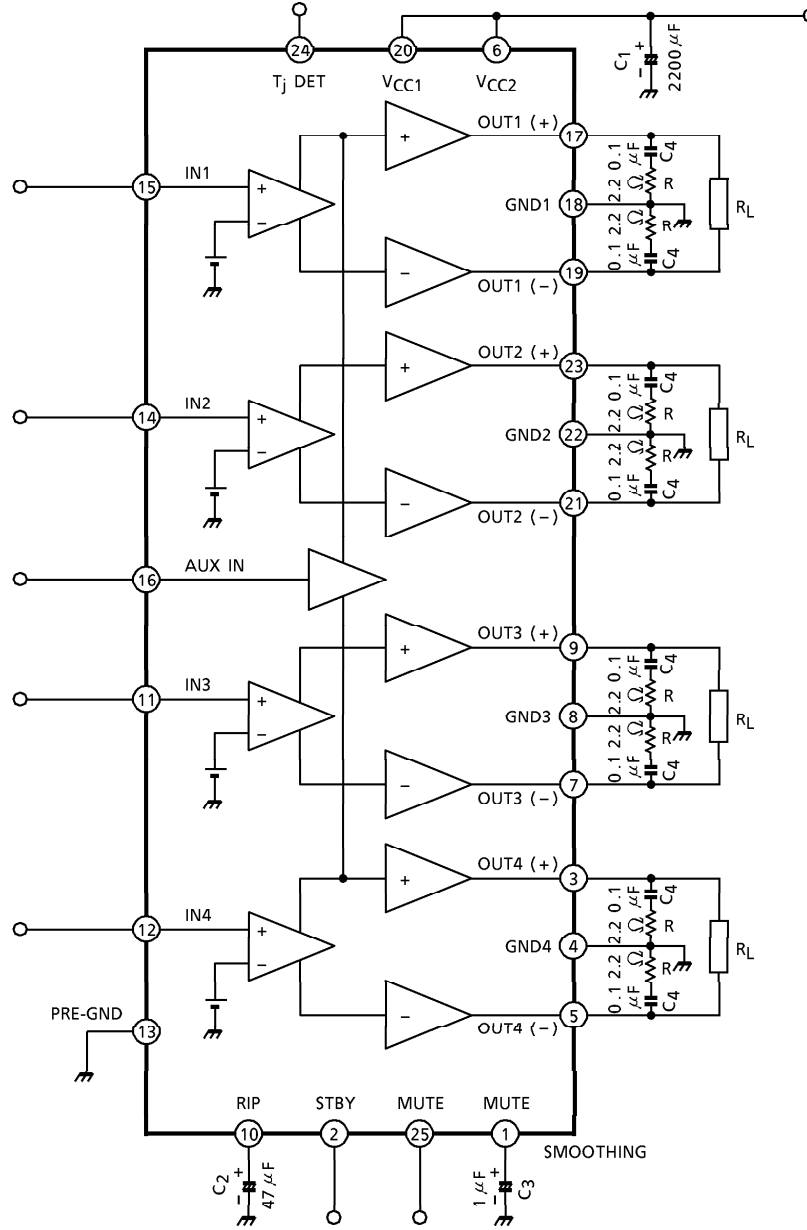 24
20
6
Tj DET
VCC1
VCC2
C1
+
−
2200 μF
OUT1 (+)
17
15
IN1
+
−
+
GND1
18
−
OUT1 (−)
19
0.1 μF
C4
2.2 Ω
R
2.2 Ω
R
0.1 μF
C4
RL
OUT2 (+)
23
14
IN2
+
−
+
GND2
22
−
OUT2 (−)
21
0.1 μF
C4
2.2 Ω
R
2.2 Ω
R
0.1 μF
C4
RL
16
AUX IN
OUT3 (+)
9
11
IN3
+
−
+
GND3
8
−
OUT3 (−)
7
0.1 μF
C4
2.2 Ω
R
2.2 Ω
R
0.1 μF
C4
RL
OUT4 (+)
3
12
IN4
+
−
+
GND4
4
−
OUT4 (−)
5
0.1 μF
C4
2.2 Ω
R
2.2 Ω
R
0.1 μF
C4
RL
PRE-GND
13
RIP
STBY
MUTE
MUTE
10
2
25
1
SMOOTHING
C2
+
−
47 μF
1 μF
+
−
C3